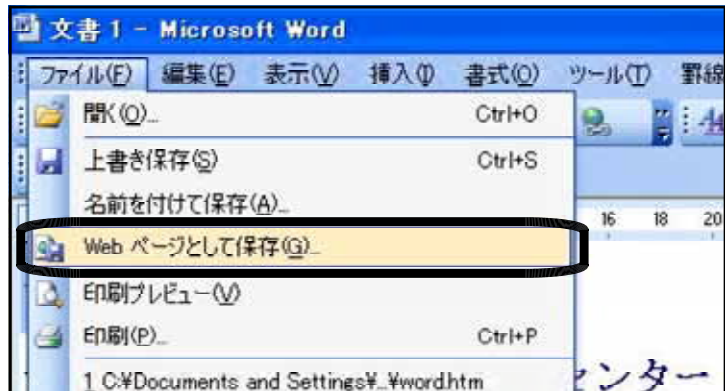 文書 1 - Microsoft Word
ファイル(F) 編集(E) 表示(V) 挿入(I) 書式(O) ツール(T) 罫線
開く(O)... Ctrl+O
上書き保存(S) Ctrl+S
名前を付けて保存(A)...
16 18 20
Web ページとして保存(G)...
印刷プレビュー(V)
印刷(P)... Ctrl+P
1 C:¥Documents and Settings¥...¥word.htm
センター